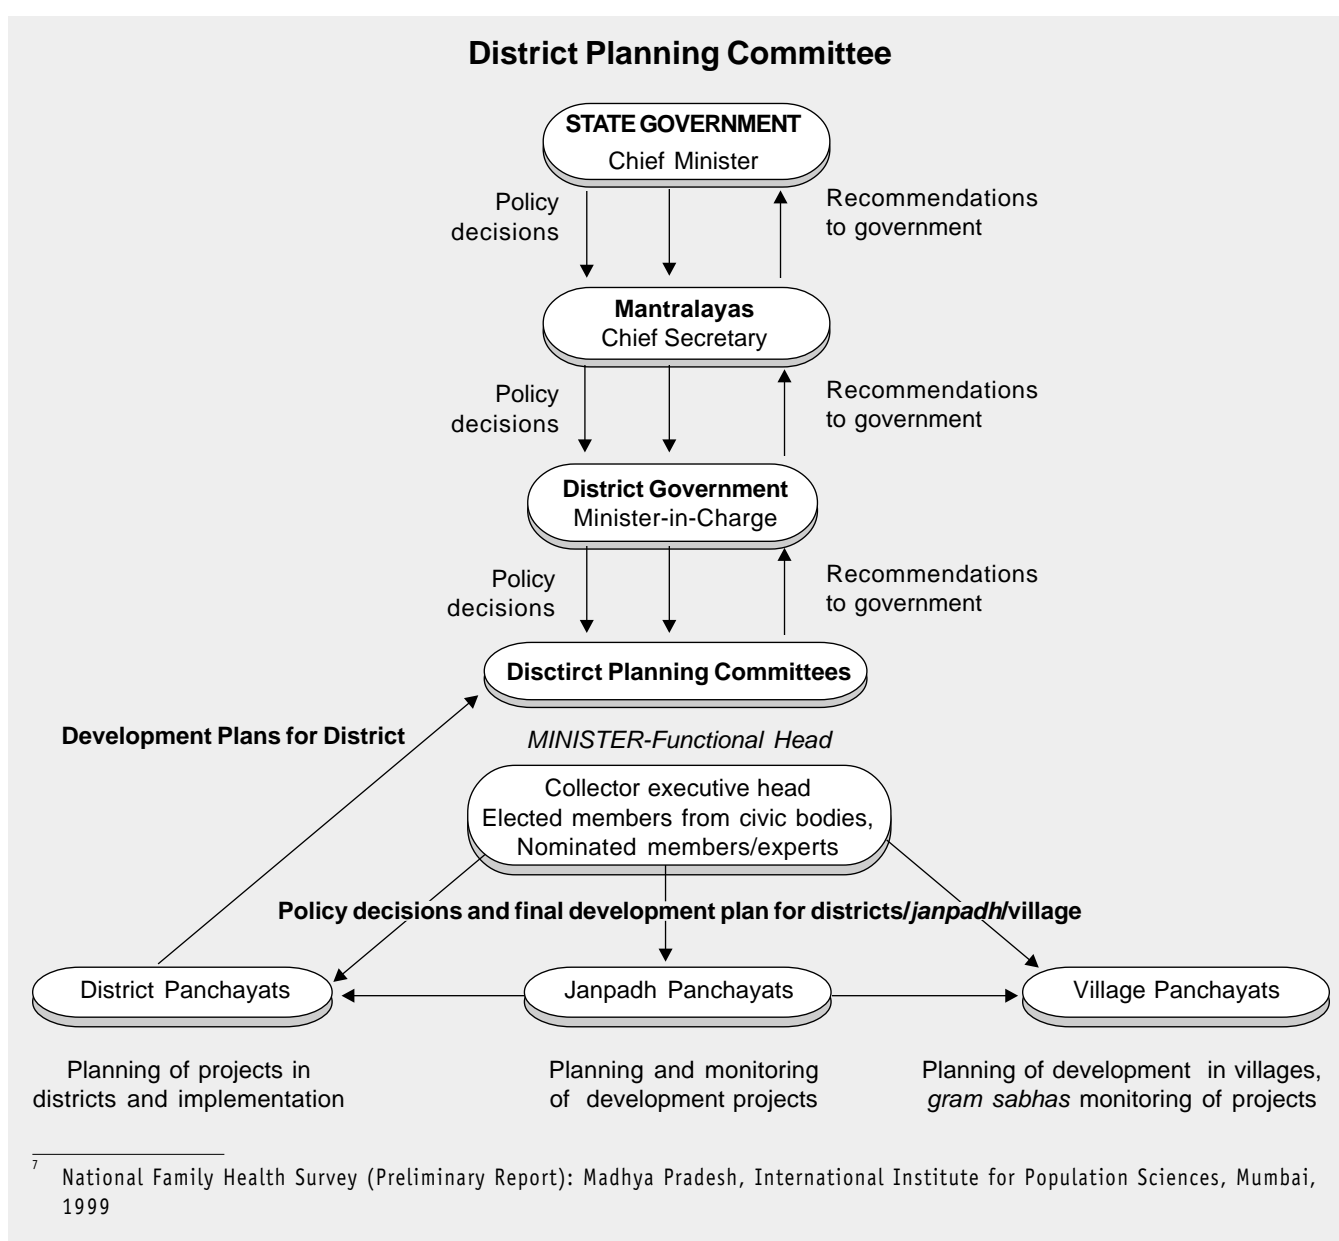 District Planning Committee
STATE GOVERNMENT
Chief Minister
Policy
decisions
Recommendations
to government
Mantralayas
Chief Secretary
Policy
decisions
Recommendations
to government
District Government
Minister-in-Charge
Policy
decisions
Recommendations
to government
Disctirct Planning Committees
Development Plans for District
MINISTER-Functional Head
Collector executive head
Elected members from civic bodies,
Nominated members/experts
Policy decisions and final development plan for districts/janpadh/village
District Panchayats
Janpadh Panchayats
Village Panchayats
Planning of projects in
districts and implementation
Planning and monitoring
of development projects
Planning of development in villages,
gram sabhas monitoring of projects
7 National Family Health Survey (Preliminary Report): Madhya Pradesh, International Institute for Population Sciences, Mumbai,
1999